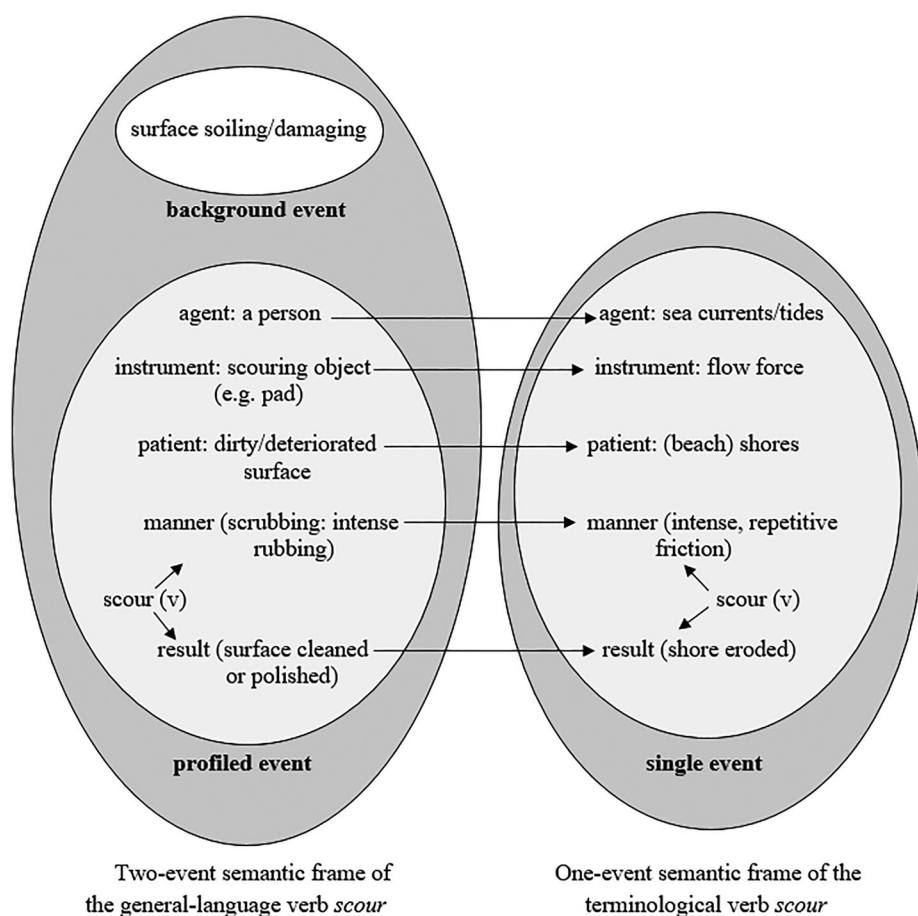 surface soiling/damaging
background event
agent: a person
instrument: scouring object
(e.g. pad)
patient: dirty/deteriorated
surface
manner (scrubbing: intense
rubbing)
scour (v)
result (surface cleaned
or polished)
profiled event
agent: sea currents/tides
instrument: flow force
patient: (beach) shores
manner (intense, repetitive
friction)
scour (v)
result (shore eroded)
single event
Two-event semantic frame of
the general-language verb scour
One-event semantic frame of the
terminological verb scour